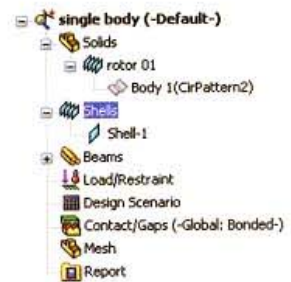 single body (-Default-)
Solids
rotor 01
Body 1(CirPattern2)
Shells
Shell-1
Beams
Load/Restraint
Design Scenario
Contact/Gaps (-Global: Bonded-)
Mesh
Report